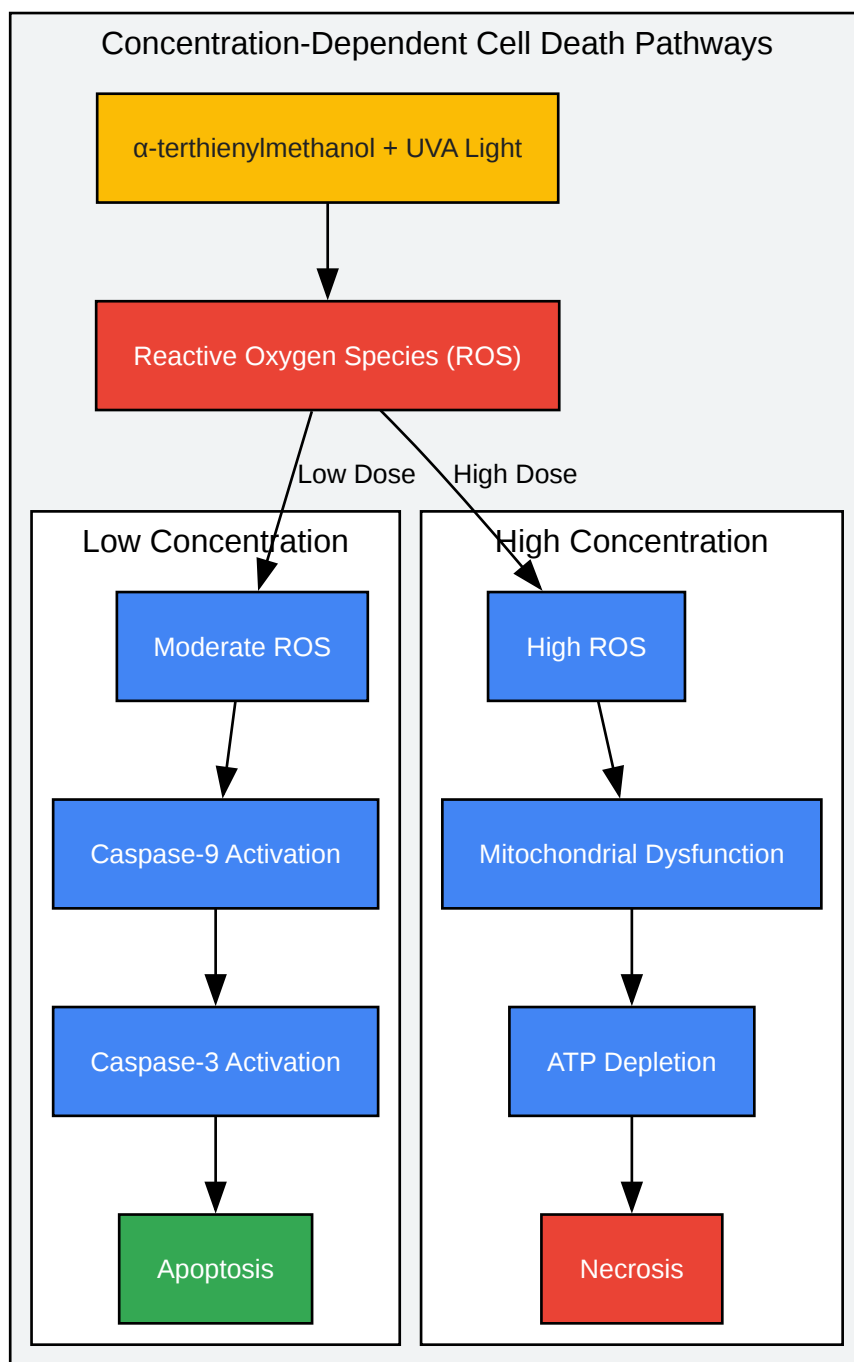 Concentration-Dependent Cell Death Pathways
α-terthienylmethanol + UVA Light
Reactive Oxygen Species (ROS)
Low Dose
High Dose
Low Concentration
Moderate ROS
Caspase-9 Activation
Caspase-3 Activation
Apoptosis
High Concentration
High ROS
Mitochondrial Dysfunction
ATP Depletion
Necrosis